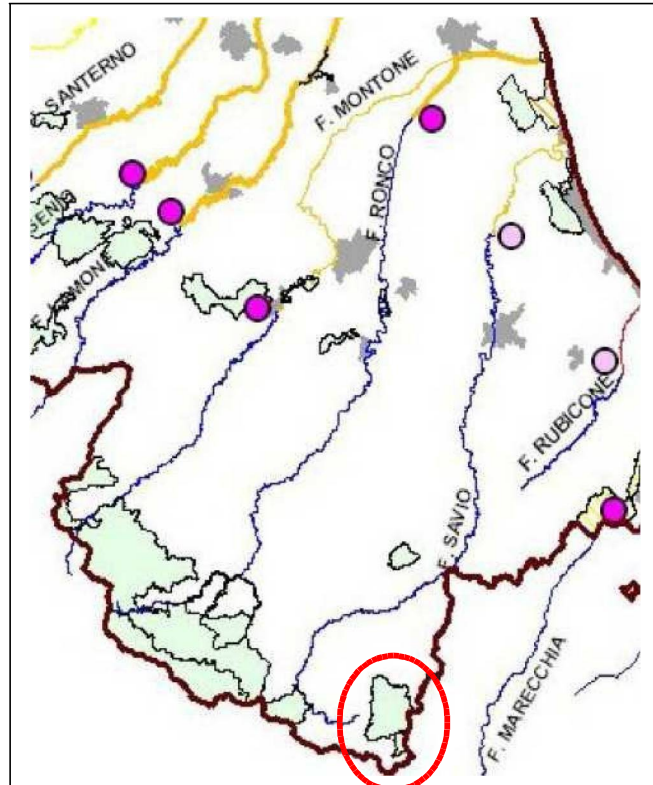 SANTERNO
F. MONTONE
F. RONCO
F. RUBICONE
F. SAVIO
F. MARECCHIA